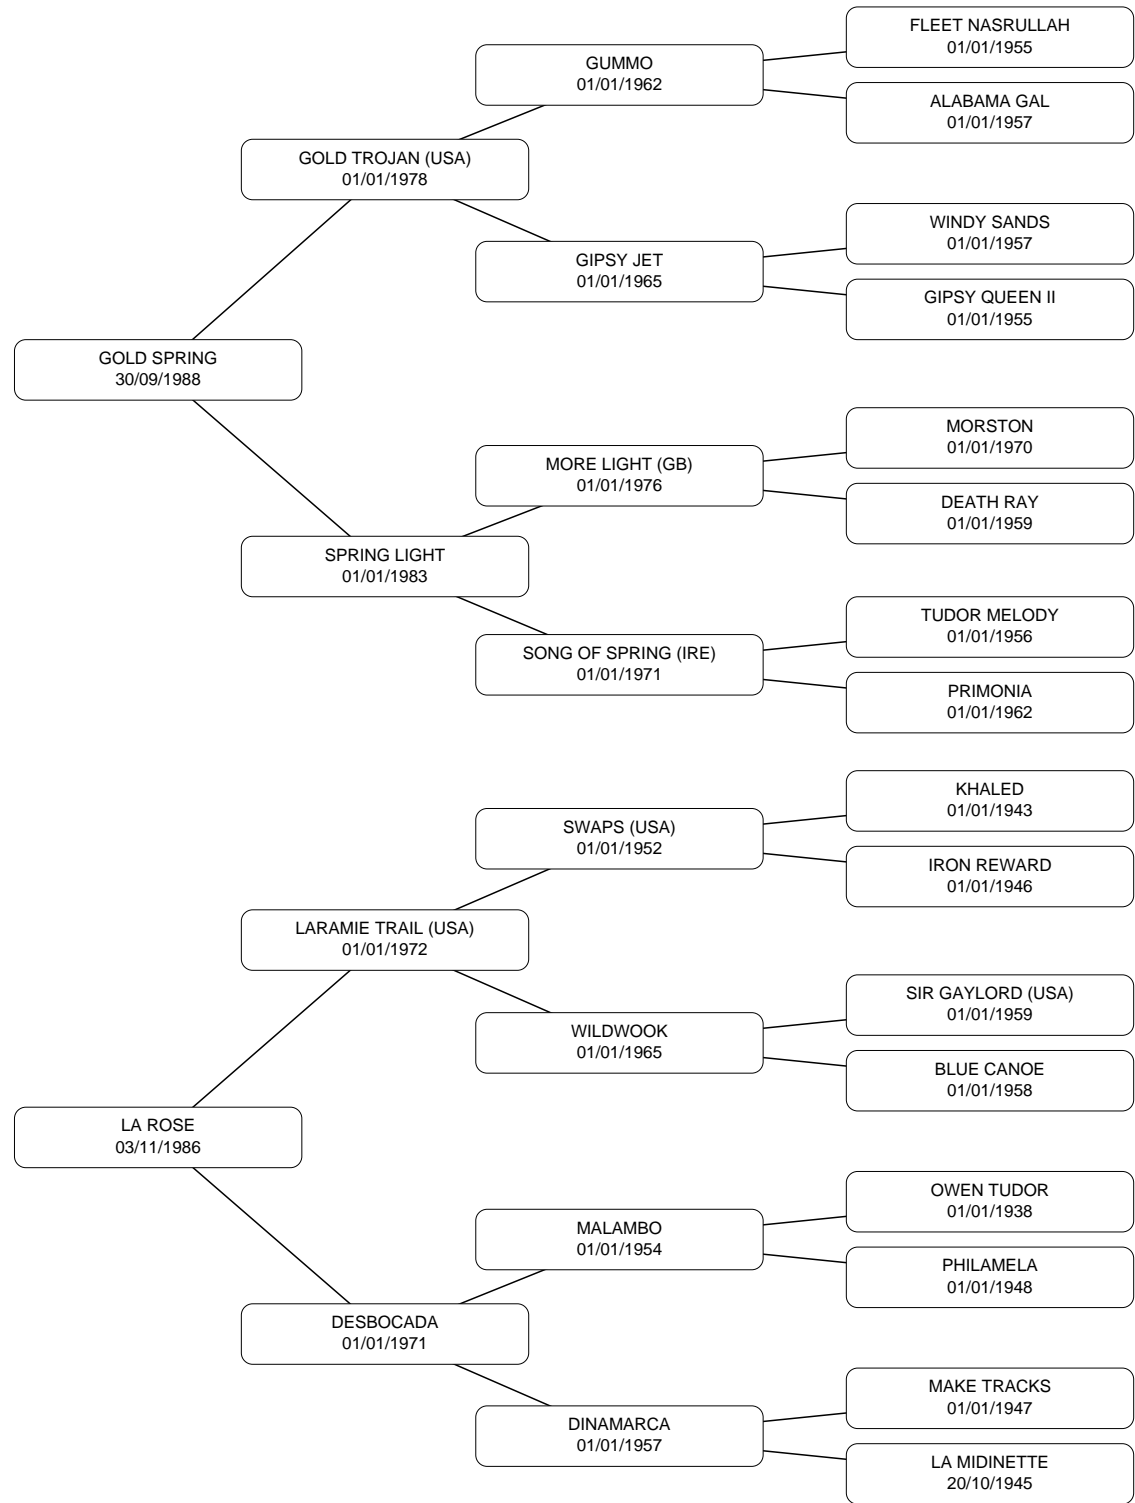 FLEET NASRULLAH
01/01/1955
GUMMO
01/01/1962
ALABAMA GAL
01/01/1957
GOLD TROJAN (USA)
01/01/1978
WINDY SANDS
01/01/1957
GIPSY JET
01/01/1965
GIPSY QUEEN II
01/01/1955
GOLD SPRING
30/09/1988
MORSTON
01/01/1970
MORE LIGHT (GB)
01/01/1976
DEATH RAY
01/01/1959
SPRING LIGHT
01/01/1983
TUDOR MELODY
01/01/1956
SONG OF SPRING (IRE)
01/01/1971
PRIMONIA
01/01/1962
KHALED
01/01/1943
SWAPS (USA)
01/01/1952
IRON REWARD
01/01/1946
LARAMIE TRAIL (USA)
01/01/1972
SIR GAYLORD (USA)
01/01/1959
WILDWOOK
01/01/1965
BLUE CANOE
01/01/1958
LA ROSE
03/11/1986
OWEN TUDOR
01/01/1938
MALAMBO
01/01/1954
PHILAMELA
01/01/1948
DESBOCADA
01/01/1971
MAKE TRACKS
01/01/1947
DINAMARCA
01/01/1957
LA MIDINETTE
20/10/1945